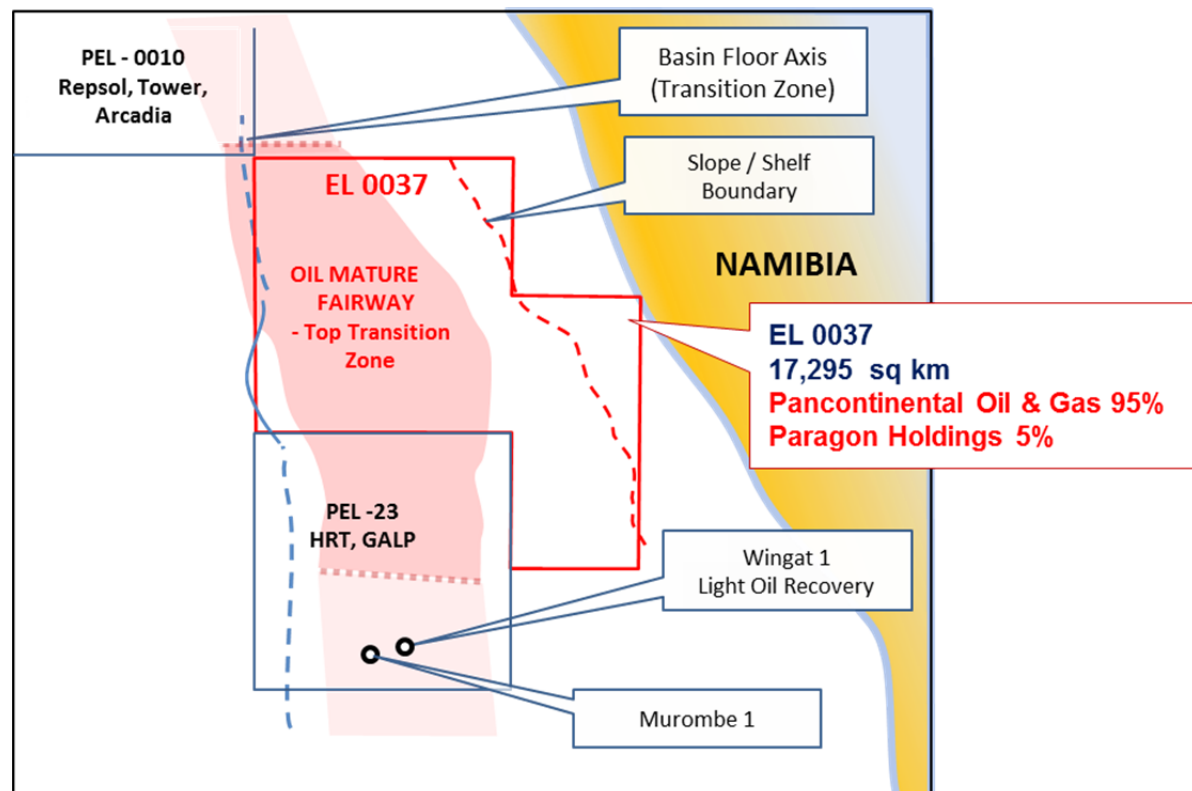 PEL - 0010
Repsol, Tower,
Arcadia
Basin Floor Axis
(Transition Zone)
Slope / Shelf
Boundary
EL 0037
NAMIBIA
OIL MATURE
FAIRWAY
- Top Transition
Zone
EL 0037
17,295 sq km
Pancontinental Oil & Gas 95%
Paragon Holdings 5%
PEL -23
HRT, GALP
Wingat 1
Light Oil Recovery
Murombe 1